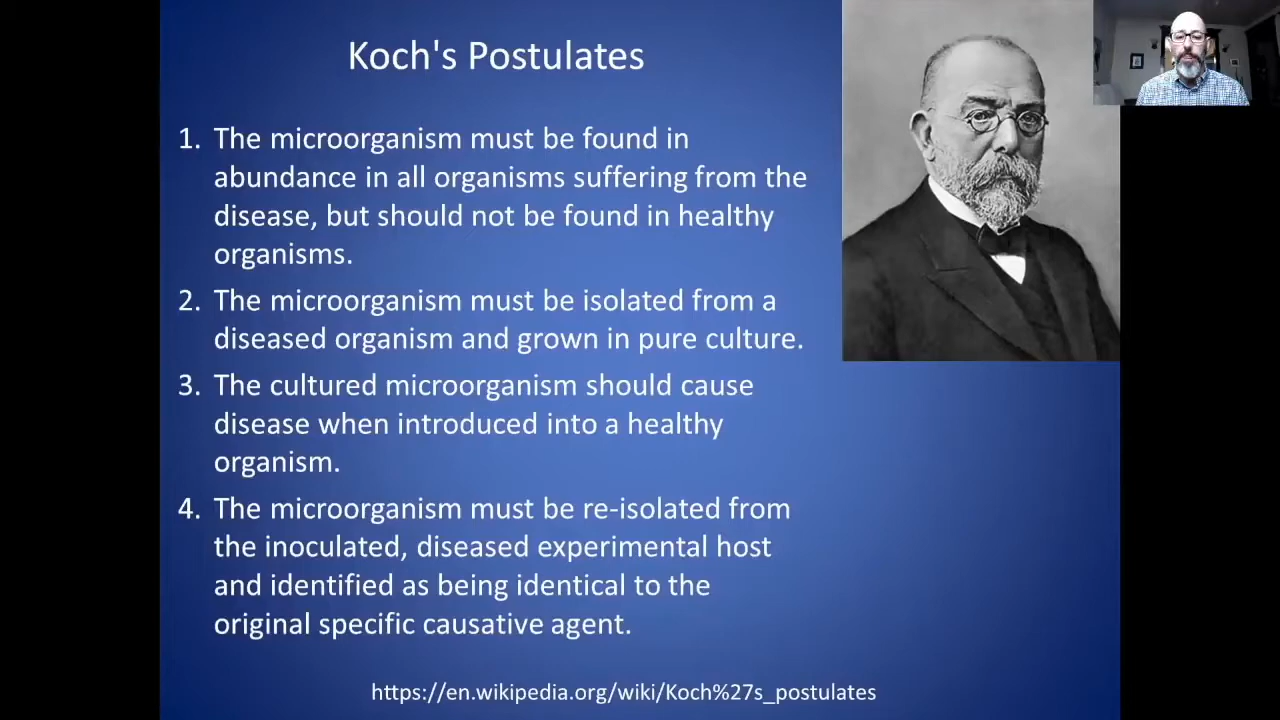 Koch's Postulates
1. The microorganism must be found in
abundance in all organisms suffering from the
disease, but should not be found in healthy
organisms.
2. The microorganism must be isolated from a
diseased organism and grown in pure culture.
3. The cultured microorganism should cause
disease when introduced into a healthy
organism.
4. The microorganism must be re-isolated from
the inoculated, diseased experimental host
and identified as being identical to the
original specific causative agent.
https://en.wikipedia.org/wiki/Koch%27s_postulates